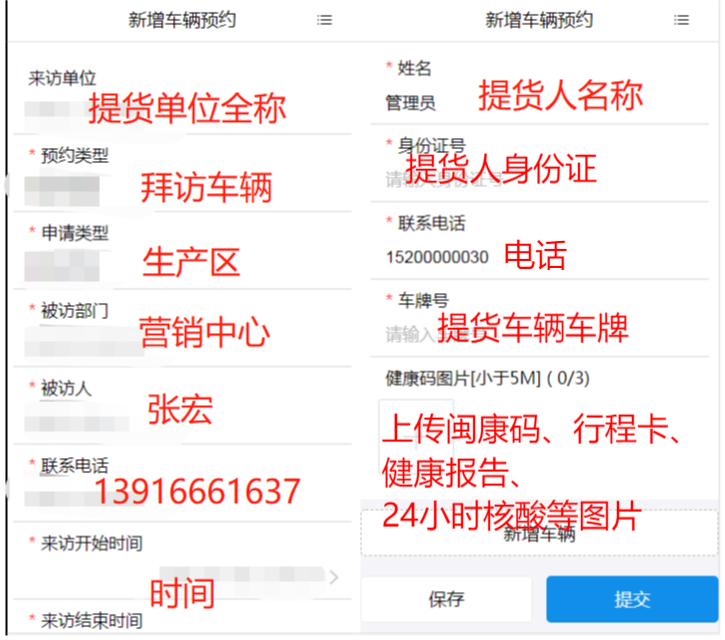 新增车辆预约
来访单位
提货单位全称
* 预约类型
拜访车辆
* 申请类型
生产区
* 被访部门
营销中心
* 被访人
张宏
* 联系电话
13916661637
* 来访开始时间
时间
* 来访结束时间
新增车辆预约
* 姓名
管理员
提货人名称
* 身份证号
请输入身份证号
提货人身份证
* 联系电话
15200000030 电话
* 车牌号
请输入
提货车辆车牌
健康码图片[小于5M] ( 0/3)
上传闽康码、行程卡、
健康报告、
24小时核酸等图片
新增车辆
保存
提交